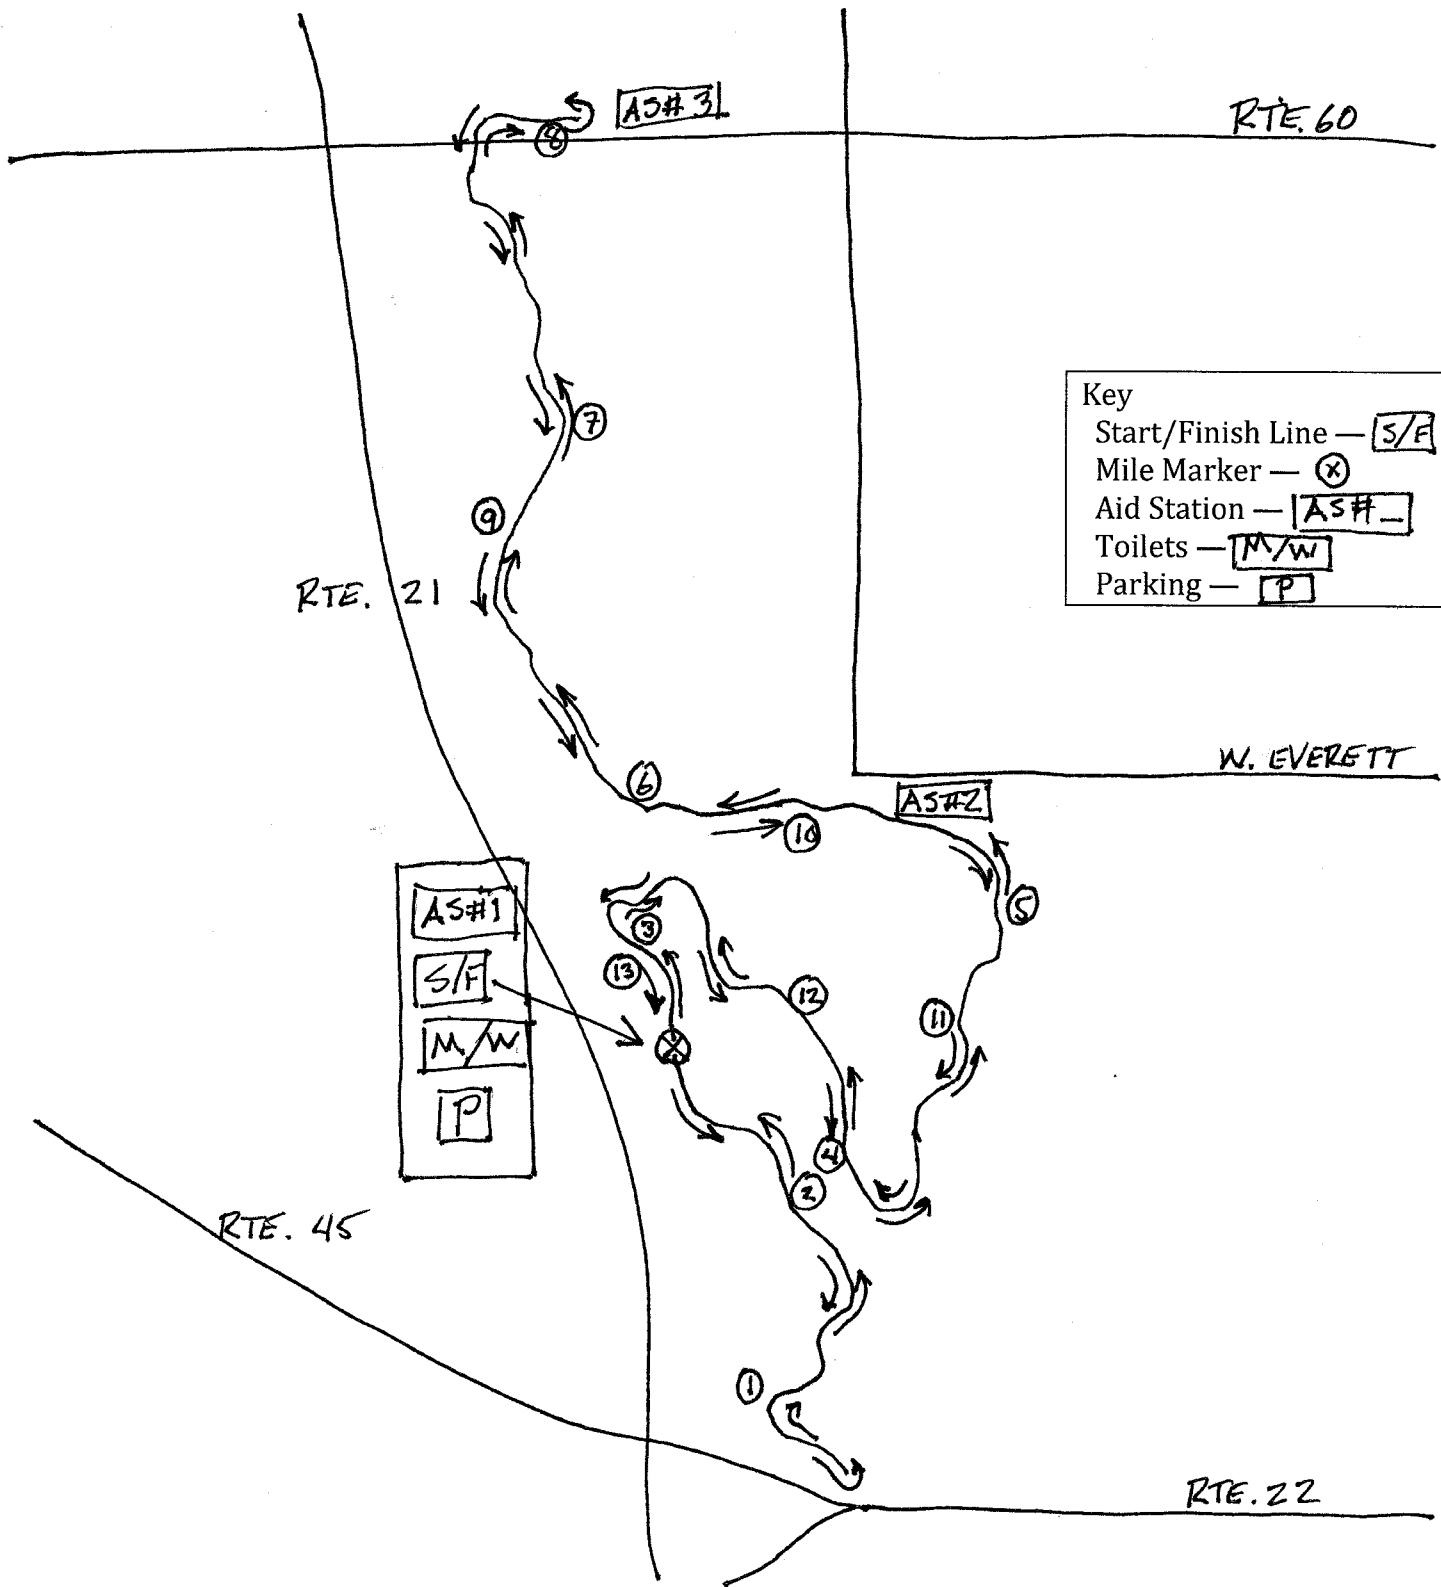 AS# 3
RTE. 60
8
7
Key
Start/Finish Line — S/F
Mile Marker — X
Aid Station — AS# _
Toilets — M/W
Parking — P
9
RTE. 21
W. EVERETT
6
AS#2
10
5
AS#1
3
13
S/F
12
11
M/W
P
4
2
RTE. 45
1
RTE. 22